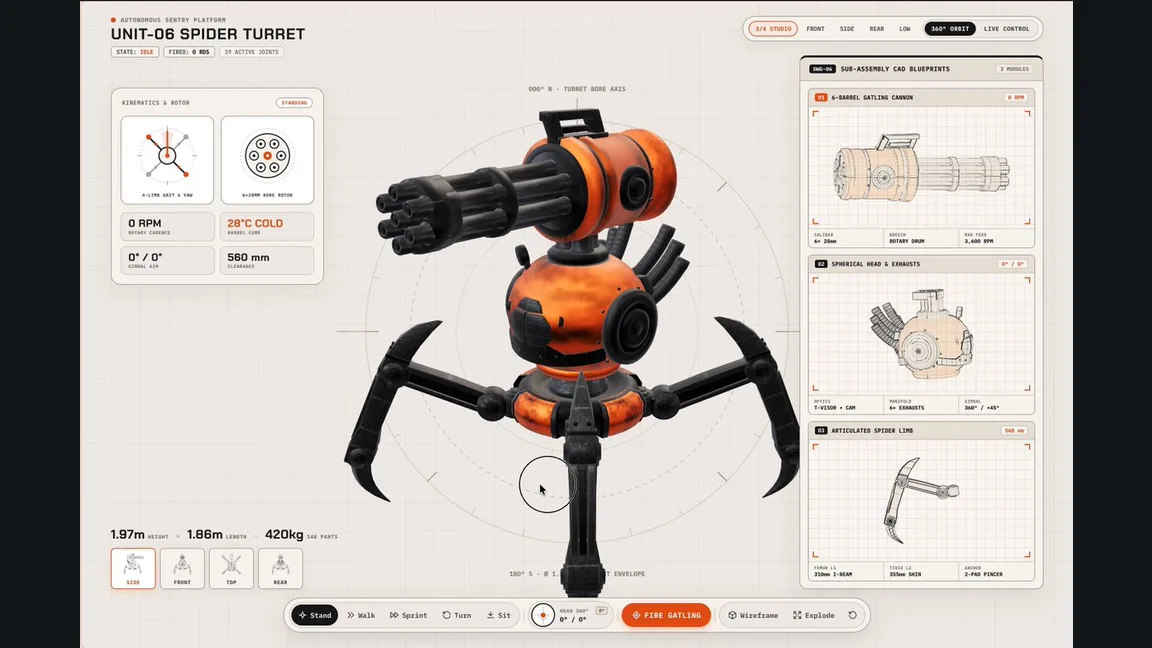 AUTONOMOUS SENTRY PLATFORM
UNIT-06 SPIDER TURRET
STATE: IDLE
FIRED: 0 RDS
19 ACTIVE JOINTS
3/4 STUDIO
FRONT
SIDE
REAR
LOW
360° ORBIT
LIVE CONTROL
KINEMATICS & ROTOR
STANDING
4-LIMB GAIT & YAW
6×28MM BORE ROTOR
0 RPM
ROTARY CADENCE
28°C COLD
BARREL CORE
0° / 0°
GIMBAL AIM
560 mm
CLEARANCE
000° N · TURRET BORE AXIS
180° S · Ø 1.
T ENVELOPE
DWG-06
SUB-ASSEMBLY CAD BLUEPRINTS
3 MODULES
01
6-BARREL GATLING CANNON
0 RPM
CALIBER
6× 28mm
BREECH
ROTARY DRUM
MAX FEED
3,600 RPM
02
SPHERICAL HEAD & EXHAUSTS
0° / 0°
OPTICS
T-VISOR + CAM
MANIFOLD
6× EXHAUSTS
GIMBAL
360° / +45°
03
ARTICULATED SPIDER LIMB
560 mm
FEMUR L1
310mm I-BEAM
TIBIA L2
355mm SHIN
ANCHOR
2-PAD PINCER
1.97m HEIGHT · 1.86m LENGTH · 420kg 148 PARTS
SIDE
FRONT
TOP
REAR
Stand
Walk
Sprint
Turn
Sit
HEAD 360°
0°
0° / 0°
FIRE GATLING
Wireframe
Explode